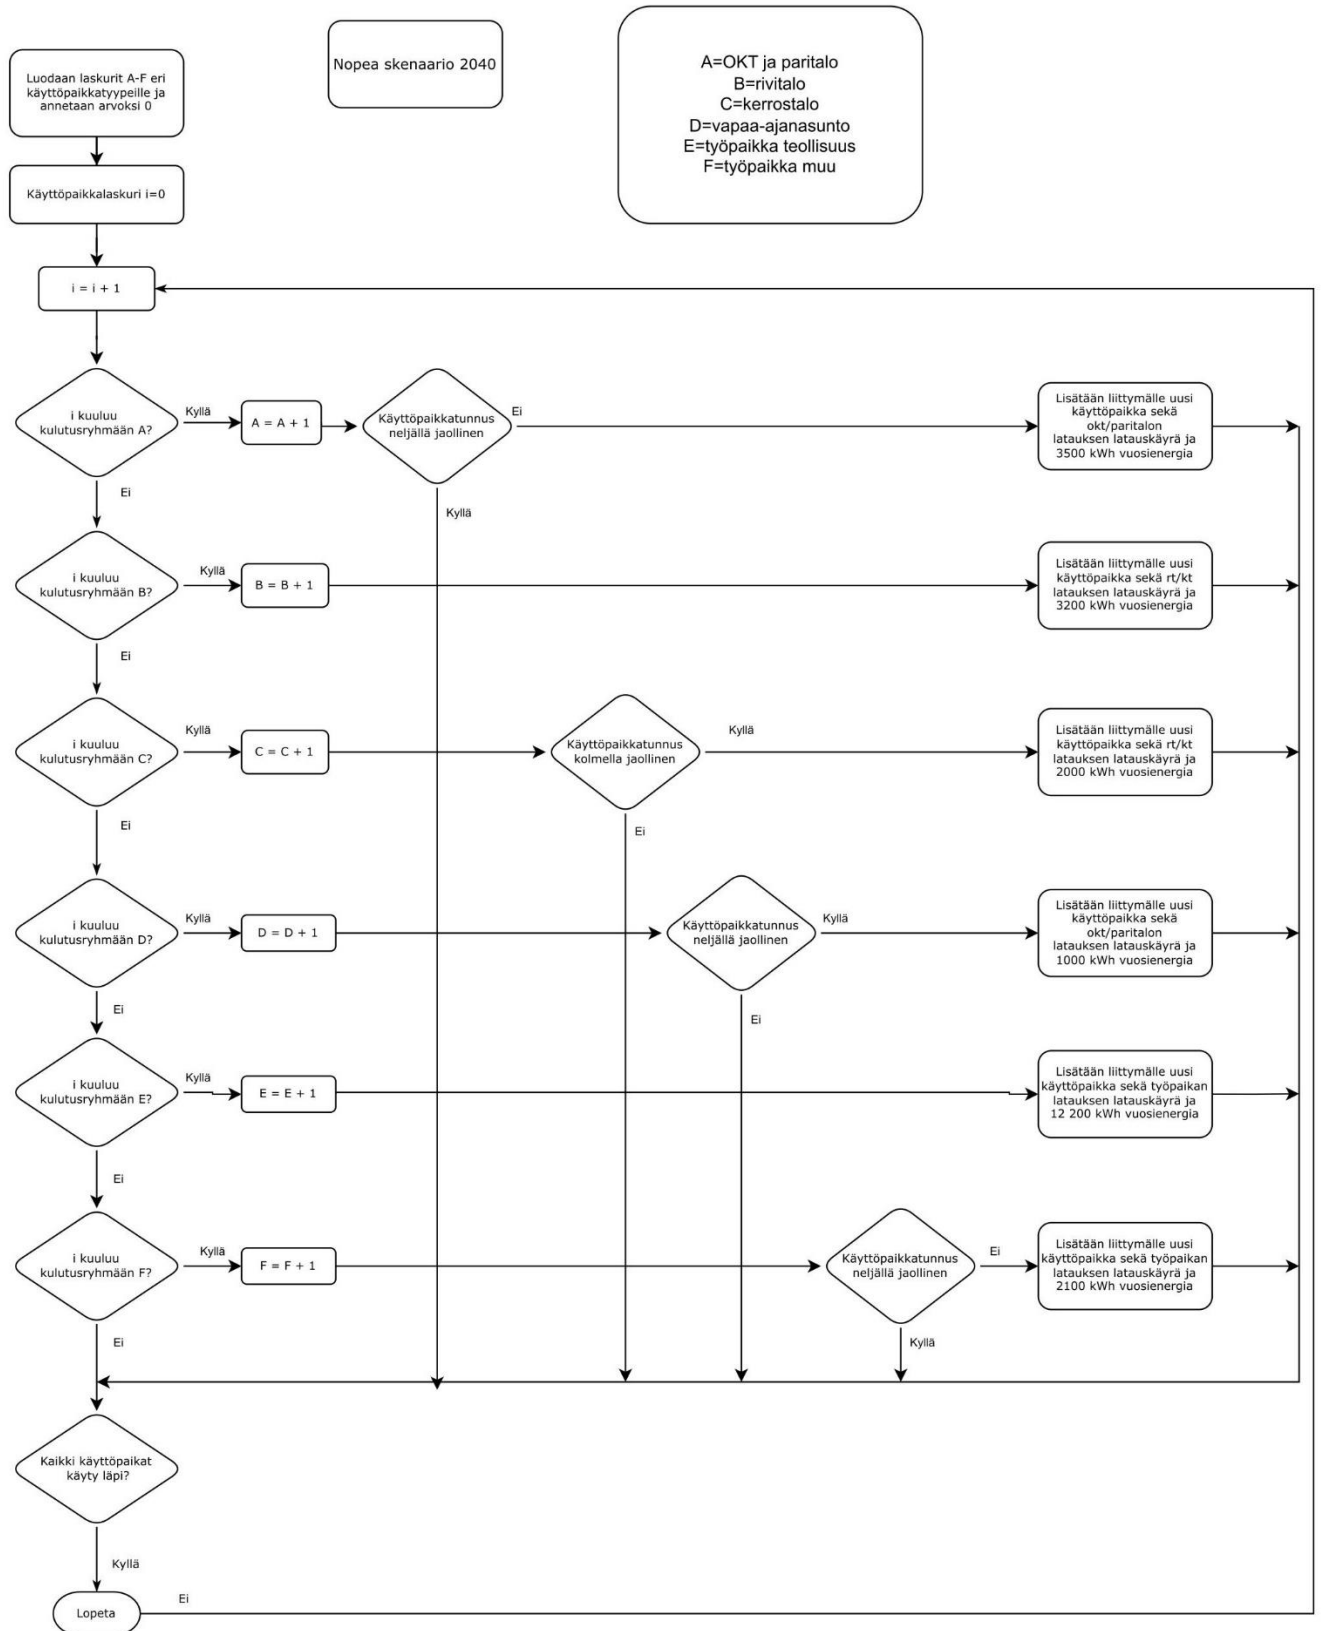 Luodaan laskurit A-F eri
käyttöpaikkatyypeille ja
annetaan arvoksi 0
Nopea skenaario 2040
A=OKT ja paritalo
B=rivitalo
C=kerrostalo
D=vapaa-ajanasunto
E=työpaikka teollisuus
F=työpaikka muu
Käyttöpaikkalaskuri i=0
i = i + 1
i kuuluu
kulutusryhmään A?
Kyllä
A = A + 1
Käyttöpaikkatunnus
neljällä jaollinen
Ei
Lisätään liittymälle uusi
käyttöpaikka sekä
okt/paritalon
latauksen latauskäyrä ja
3500 kWh vuosienergia
Ei
Kyllä
i kuuluu
kulutusryhmään B?
Kyllä
B = B + 1
Lisätään liittymälle uusi
käyttöpaikka sekä rt/kt
latauksen latauskäyrä ja
3200 kWh vuosienergia
Ei
i kuuluu
kulutusryhmään C?
Kyllä
C = C + 1
Käyttöpaikkatunnus
kolmella jaollinen
Kyllä
Lisätään liittymälle uusi
käyttöpaikka sekä rt/kt
latauksen latauskäyrä ja
2000 kWh vuosienergia
Ei
Ei
i kuuluu
kulutusryhmään D?
Kyllä
D = D + 1
Käyttöpaikkatunnus
neljällä jaollinen
Kyllä
Lisätään liittymälle uusi
käyttöpaikka sekä
okt/paritalon
latauksen latauskäyrä ja
1000 kWh vuosienergia
Ei
Ei
i kuuluu
kulutusryhmään E?
Kyllä
E = E + 1
Lisätään liittymälle uusi
käyttöpaikka sekä työpaikan
latauksen latauskäyrä ja
12 200 kWh vuosienergia
Ei
i kuuluu
kulutusryhmään F?
Kyllä
F = F + 1
Käyttöpaikkatunnus
neljällä jaollinen
Ei
Lisätään liittymälle uusi
käyttöpaikka sekä työpaikan
latauksen latauskäyrä ja
2100 kWh vuosienergia
Ei
Kyllä
Kaikki käyttöpaikat
käyty läpi?
Kyllä
Lopeta
Ei